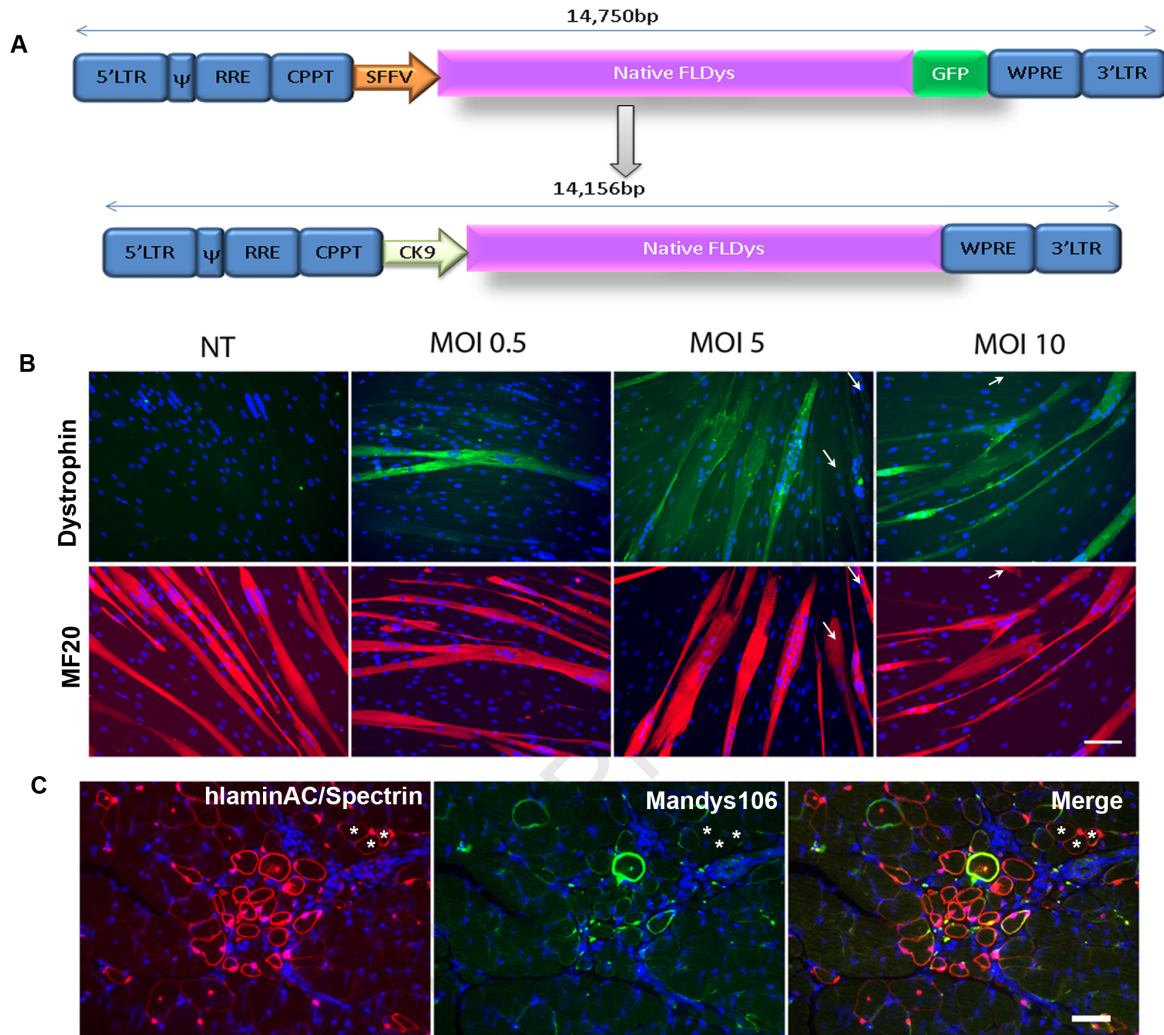 A
14,750bp
5'LTR Ψ RRE CPPT SFFV Native FLDys GFP WPRE 3'LTR
14,156bp
5'LTR Ψ RRE CPPT CK9 Native FLDys WPRE 3'LTR
B
NT MOI 0.5 MOI 5 MOI 10
Dystrophin
MF20
C
hlaminAC/Spectrin Mandys106 Merge
* * *
* * *
* * *